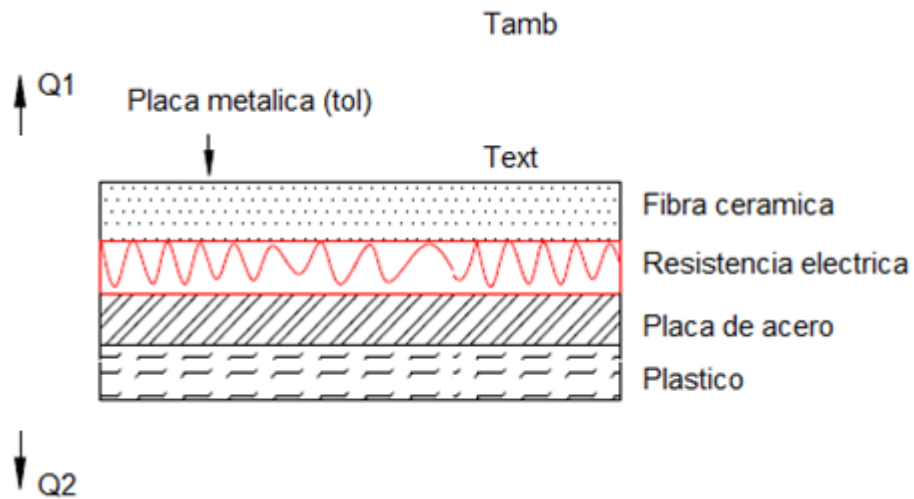 Tamb
Q1
Placa metalica (tol)
Text
Fibra ceramica
Resistencia electrica
Placa de acero
Plastico
Q2